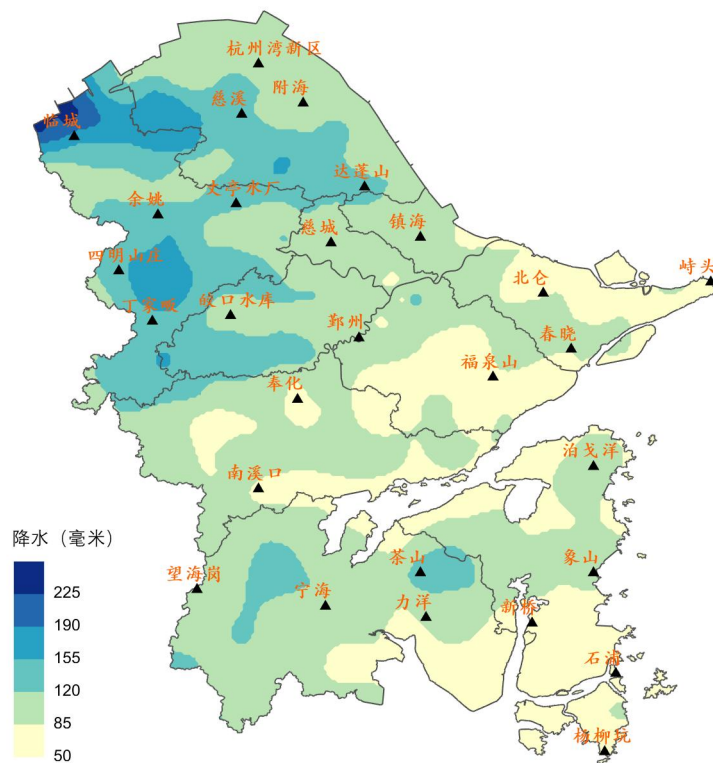 杭州湾新区
附海
慈溪
临城
达蓬山
丈亭水厂
余姚
镇海
慈城
四明山庄
北仑
峙头
丁家畈
皎口水库
鄞州
春晓
福泉山
奉化
泊戈洋
南溪口
降水（毫米）
225
190
155
120
85
50
望海岗
茶山
象山
宁海
力洋
新桥
石浦
杨柳坑